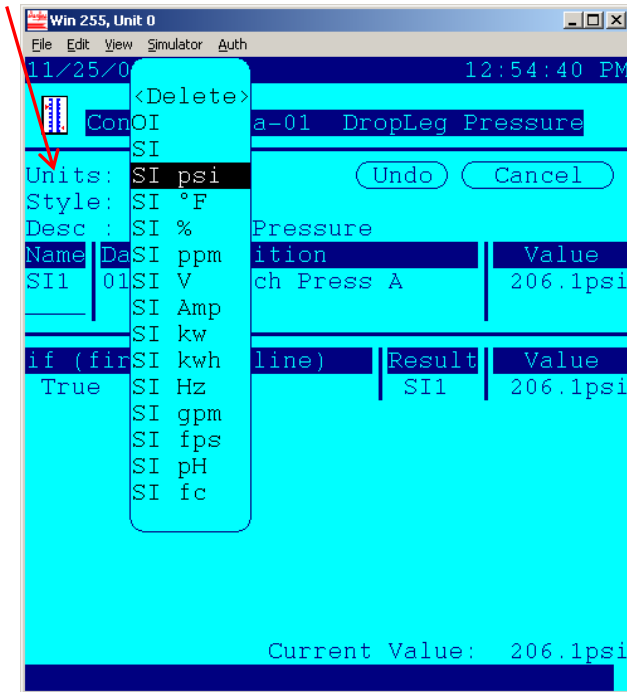 Win 255, Unit 0
File Edit View Simulator Auth
11/25/0 12:54:40 PM
Con a-01 DropLeg Pressure
Units: Undo Cancel
Style:
Desc : Pressure
Name Da ition Value
SI1 01 ch Press A 206.1psi
if (fir line) Result Value
True SI1 206.1psi
<Delete>
OI
SI
SI psi
SI °F
SI %
SI ppm
SI V
SI Amp
SI kw
SI kwh
SI Hz
SI gpm
SI fps
SI pH
SI fc
Current Value: 206.1psi